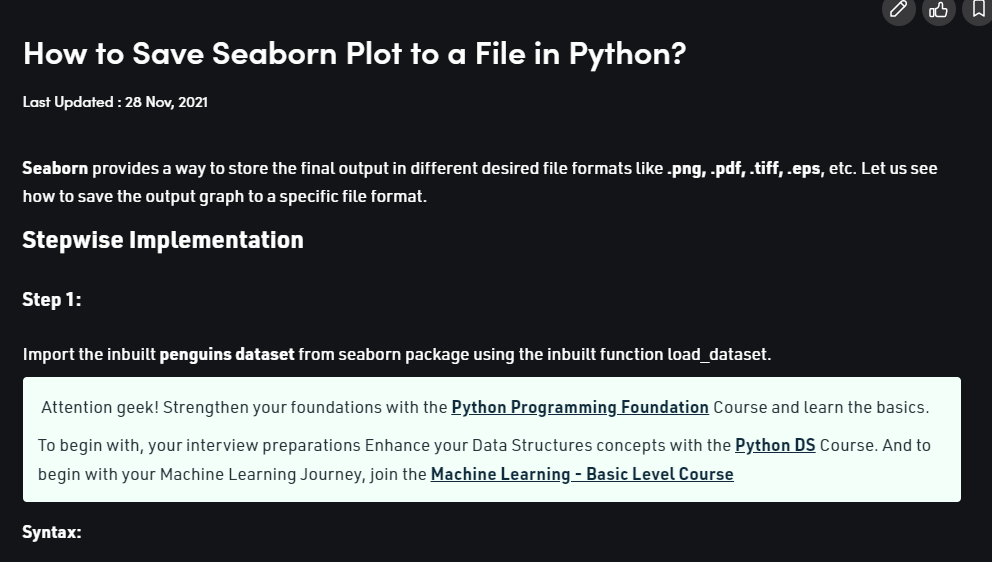 How to Save Seaborn Plot to a File in Python?
Last Updated : 28 Nov, 2021
Seaborn provides a way to store the final output in different desired file formats like .png, .pdf, .tiff, .eps, etc. Let us see
how to save the output graph to a specific file format.
Stepwise Implementation
Step 1:
Import the inbuilt penguins dataset from seaborn package using the inbuilt function load_dataset.
Attention geek! Strengthen your foundations with the Python Programming Foundation Course and learn the basics.
To begin with, your interview preparations Enhance your Data Structures concepts with the Python DS Course. And to
begin with your Machine Learning Journey, join the Machine Learning - Basic Level Course
Syntax: